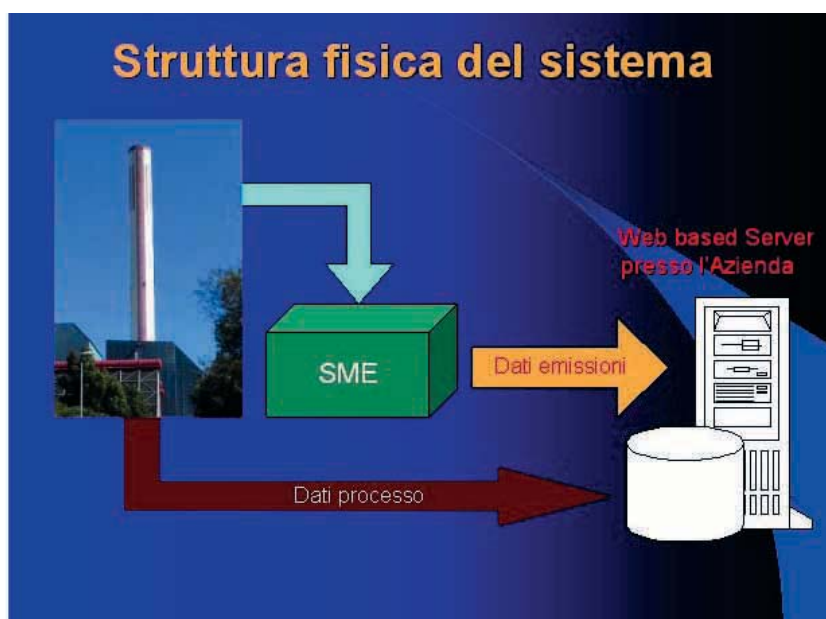 Struttura fisica del sistema
Web based Server
presso l'Azienda
SME
Dati emissioni
Dati processo